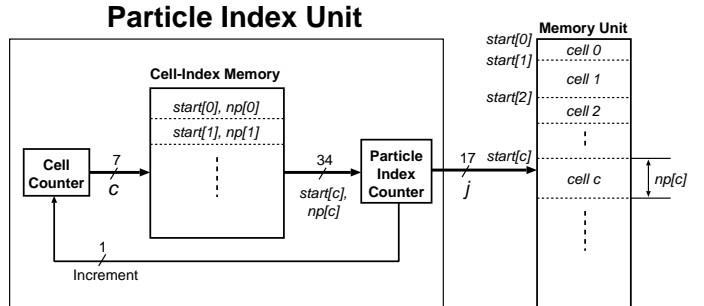 Particle Index Unit
Memory Unit
start[0]
cell 0
start[1]
cell 1
start[2]
cell 2
Cell-Index Memory
start[0], np[0]
start[1], np[1]
Cell
Counter
7
c
34
start[c],
np[c]
Particle
Index
Counter
17
j
start[c]
cell c
np[c]
1
Increment